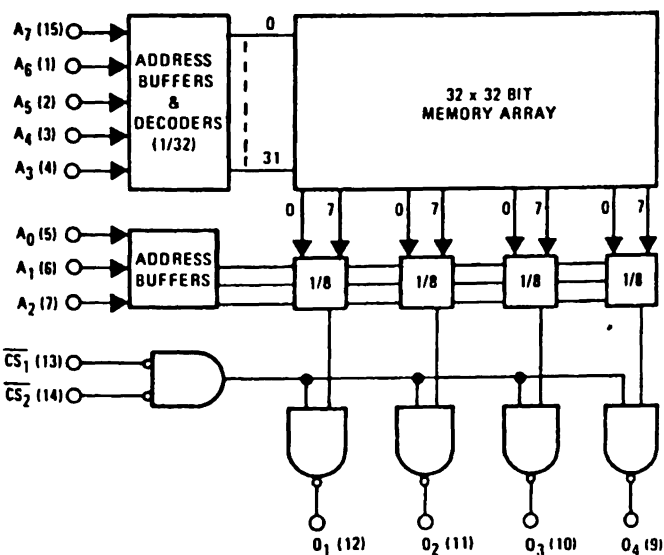 A7 (15)
A6 (1)
A5 (2)
A4 (3)
A3 (4)
ADDRESS
BUFFERS
&
DECODERS
(1/32)
0
31
32 x 32 BIT
MEMORY ARRAY
0 7 0 7 0 7 0 7
A0 (5)
A1 (6)
A2 (7)
ADDRESS
BUFFERS
1/8 1/8 1/8 1/8
C̅S̅1 (13)
C̅S̅2 (14)
O1 (12) O2 (11) O3 (10) O4 (9)